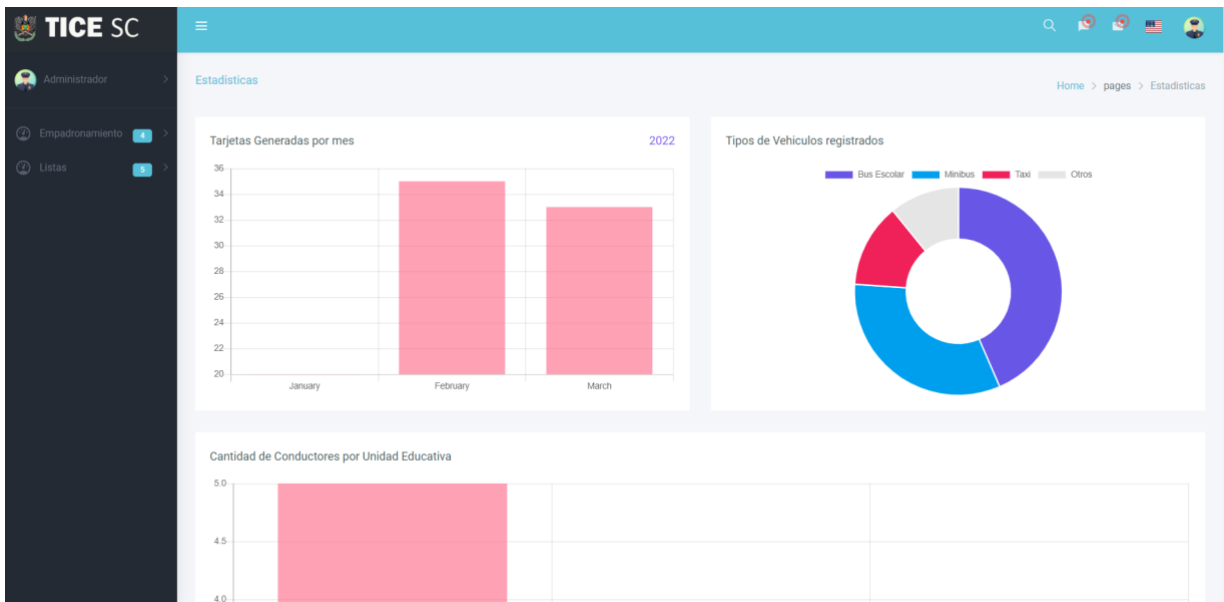 TICE SC
Administrador
Empadronamiento 4
Listas 5
Estadisticas
Home > pages > Estadisticas
Tarjetas Generadas por mes 2022
36
34
32
30
28
26
24
22
20
January February March
Tipos de Vehiculos registrados
Bus Escolar Minibus Taxi Otros
Cantidad de Conductores por Unidad Educativa
5.0
4.5
4.0